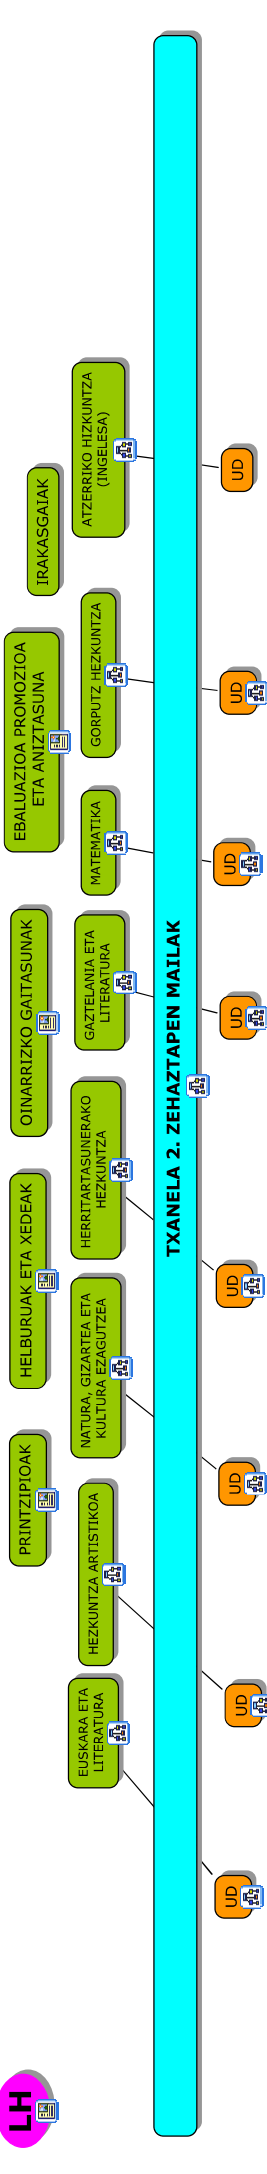 LH
PRINTZIPIOAK
HELBURUAK ETA XEDEAK
OINARRIZKO GAITASUNAK
EBALUAZIOA PROMOZIOA
ETA ANIZTASUNA
IRAKASGAIAK
EUSKARA ETA
LITERATURA
HEZKUNTZA ARTISTIKOA
NATURA, GIZARTEA ETA
KULTURA EZAGUTZEA
HERRITARTASUNERAKO
HEZKUNTZA
GAZTELANIA ETA
LITERATURA
MATEMATIKA
GORPUTZ HEZKUNTZA
ATZERRIKO HIZKUNTZA
(INGELESA)
TXANELA 2. ZEHAZTAPEN MAILAK
UD
UD
UD
UD
UD
UD
UD
UD